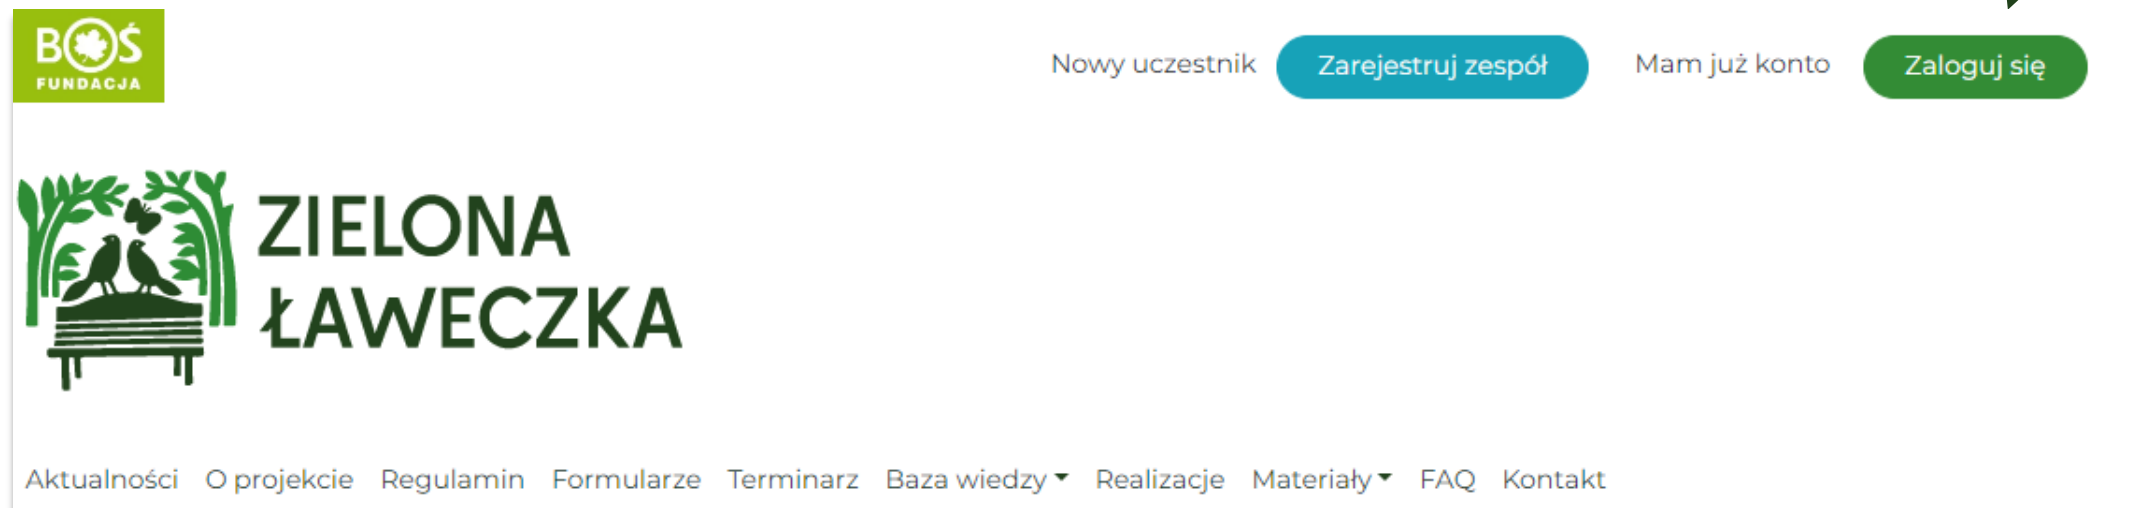 BOŚ
FUNDACJA
Nowy uczestnik Zarejestruj zespół Mam już konto Zaloguj się
ZIELONA
ŁAWECZKA
Aktualności O projekcie Regulamin Formularze Terminarz Baza wiedzy Realizacje Materiały FAQ Kontakt